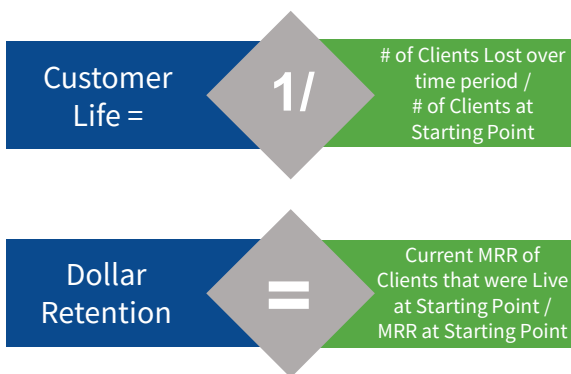 Customer
Life =
1/
# of Clients Lost over
time period /
# of Clients at
Starting Point
Dollar
Retention
=
Current MRR of
Clients that were Live
at Starting Point /
MRR at Starting Point